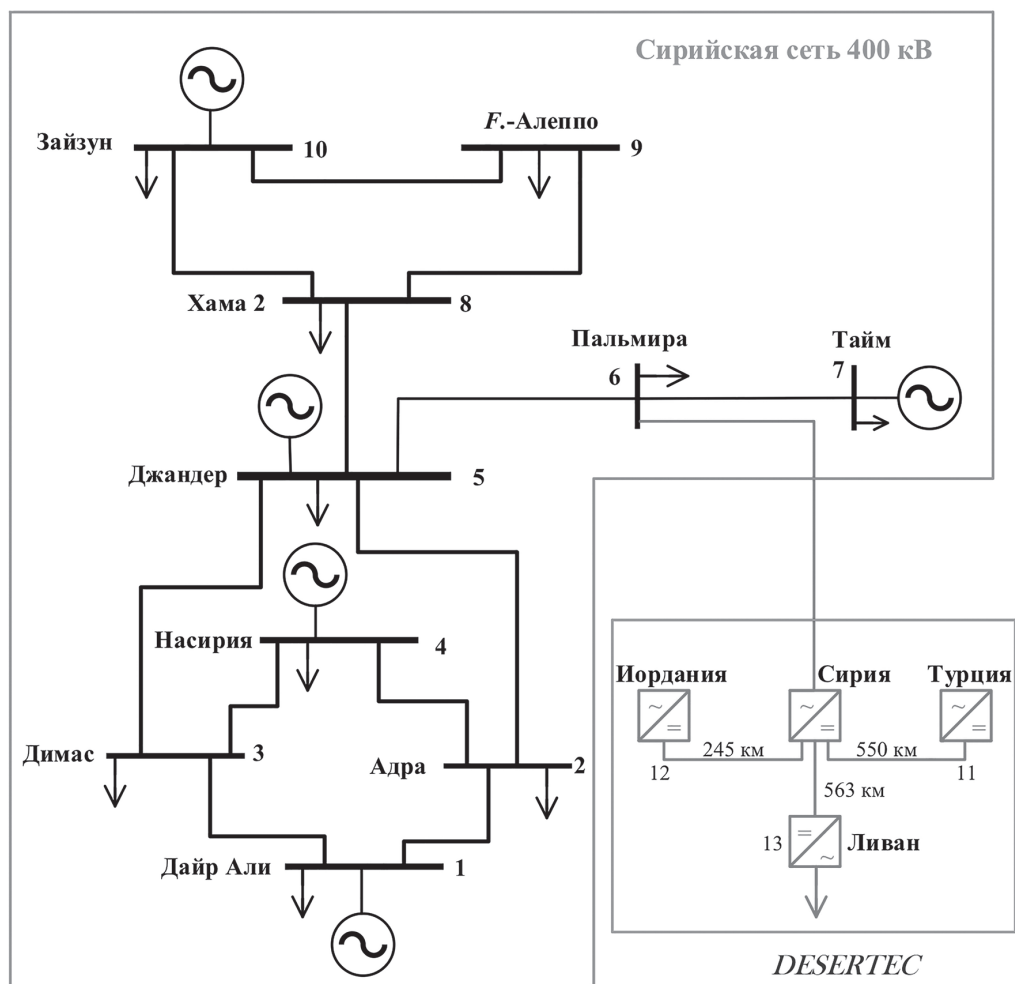 Сирийская сеть 400 кВ
F.-Алеппо
Зайзун
10
9
Хама 2
8
Пальмира
Тайм
6
7
Джандер
5
Насирия
4
Иордания
Сирия
Турция
~
=
~
=
~
=
Димас
3
Адра
2
245 км
550 км
12
11
563 км
13
=
~
Ливан
Дайр Али
1
DESERTEC